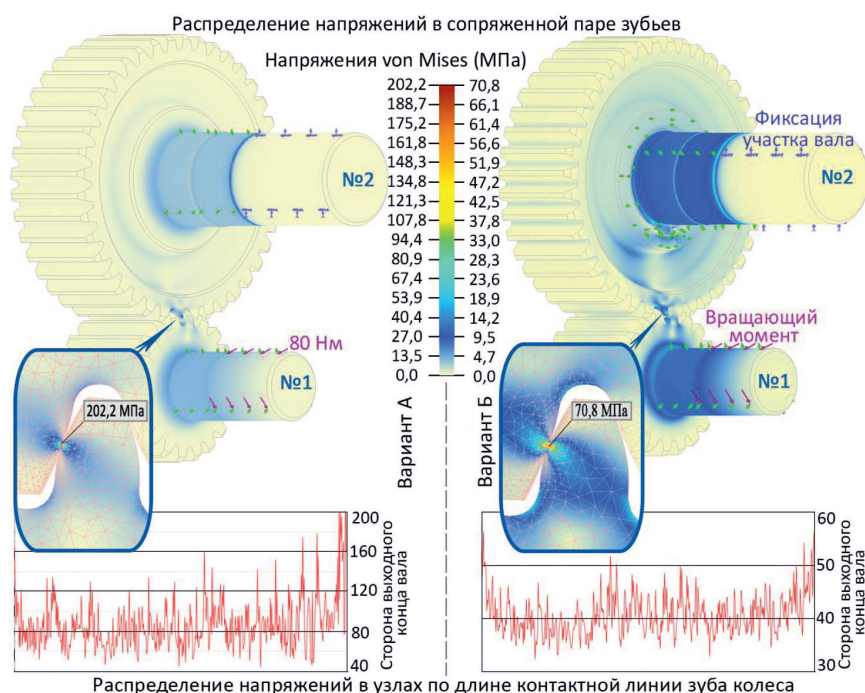 Распределение напряжений в сопряженной паре зубьев
Напряжения von Mises (МПа)
202,2 70,8
188,7 66,1
175,2 61,4
161,8 56,6
148,3 51,9
134,8 47,2
121,3 42,5
107,8 37,8
94,4 33,0
80,9 28,3
67,4 23,6
53,9 18,9
40,4 14,2
27,0 9,5
13,5 4,7
0,0 0,0
№2
Фиксация
участка вала
№2
80 Нм
№1
202,2 МПа
Вариант А
Вариант Б
Вращающий
момент
№1
70,8 МПа
200
160
120
80
40
Сторона выходного
конца вала
60
50
40
30
Сторона выходного
конца вала
Распределение напряжений в узлах по длине контактной линии зуба колеса